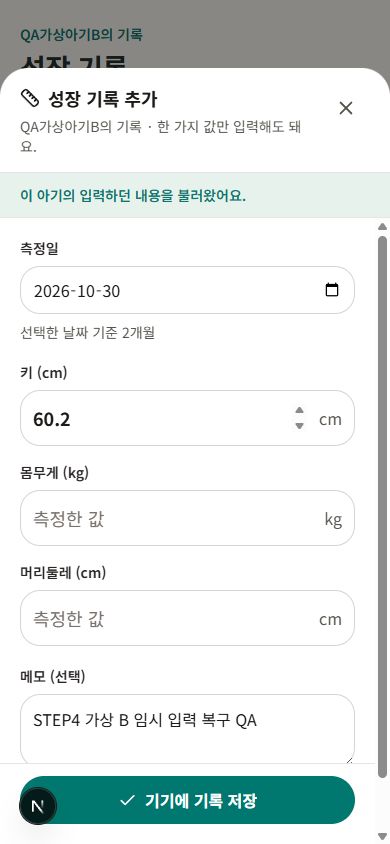 QA가상아기B의 기록
성장 기록
성장 기록 추가
QA가상아기B의 기록 · 한 가지 값만 입력해도 돼
요.
이 아기의 입력하던 내용을 불러왔어요.
측정일
2026-10-30
선택한 날짜 기준 2개월
키 (cm)
60.2 cm
몸무게 (kg)
측정한 값 kg
머리둘레 (cm)
측정한 값 cm
메모 (선택)
STEP4 가상 B 임시 입력 복구 QA
N 기기에 기록 저장